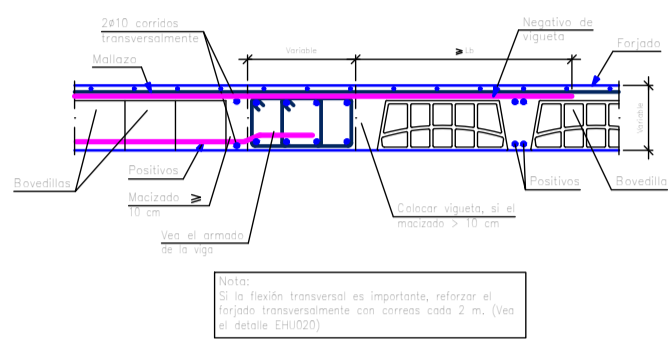 2ø10 corridos
transversalmente
Mallazo
Variable
≥ Lb
Negativo de
vigueta
Forjado
Variable
Bovedillas
Positivos
Macizado ≥
10 cm
Vea el armado
de la viga
Colocar vigueta, si el
macizado > 10 cm
Positivos
Bovedilla
Nota:
Si la flexión transversal es importante, reforzar el
forjado transversalmente con correas cada 2 m. (Vea
el detalle EHU020)